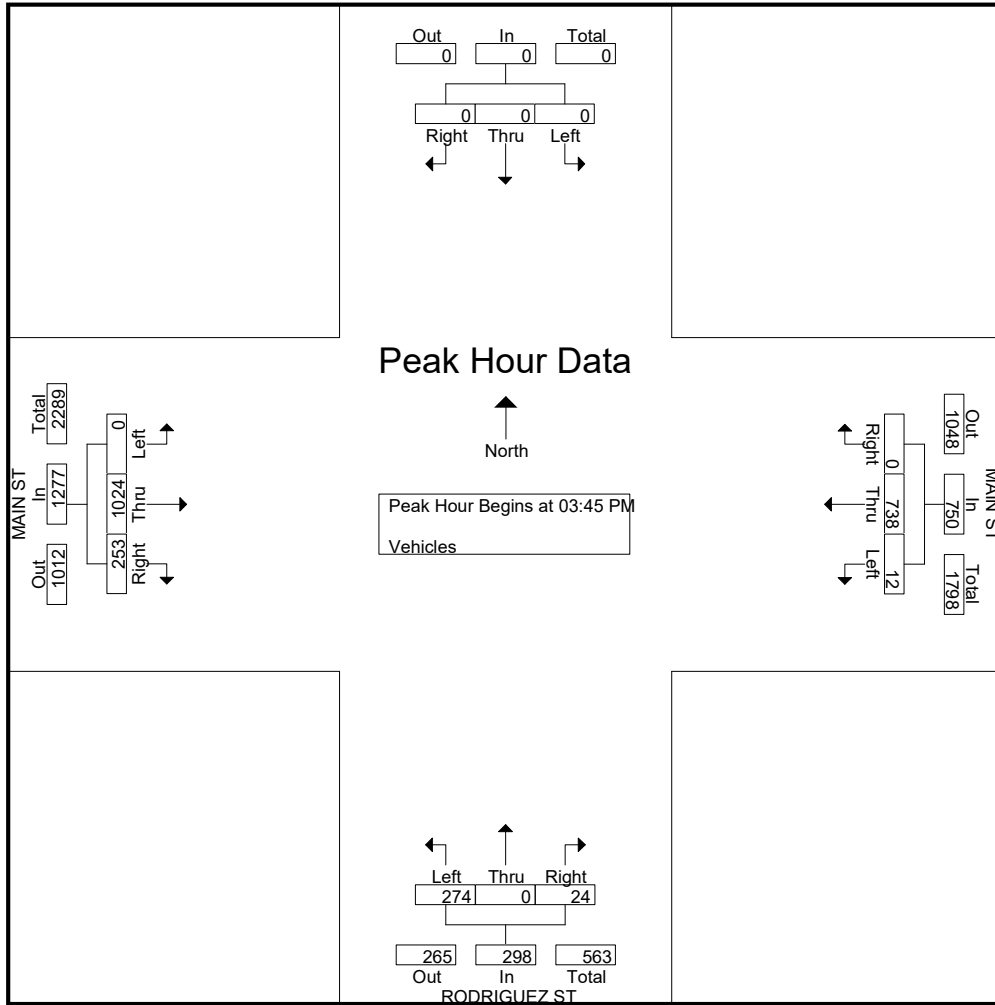 Out In Total
0 0 0
0 0 0
Right Thru Left
Peak Hour Data
North
Peak Hour Begins at 03:45 PM
Vehicles
MAIN ST
Out In Total
1012 1277 2289
Right Thru Left
253 1024 0
MAIN ST
Out In Total
1048 750 1798
Right Thru Left
0 738 12
Left Thru Right
274 0 24
265 298 563
Out In Total
RODRIGUEZ ST